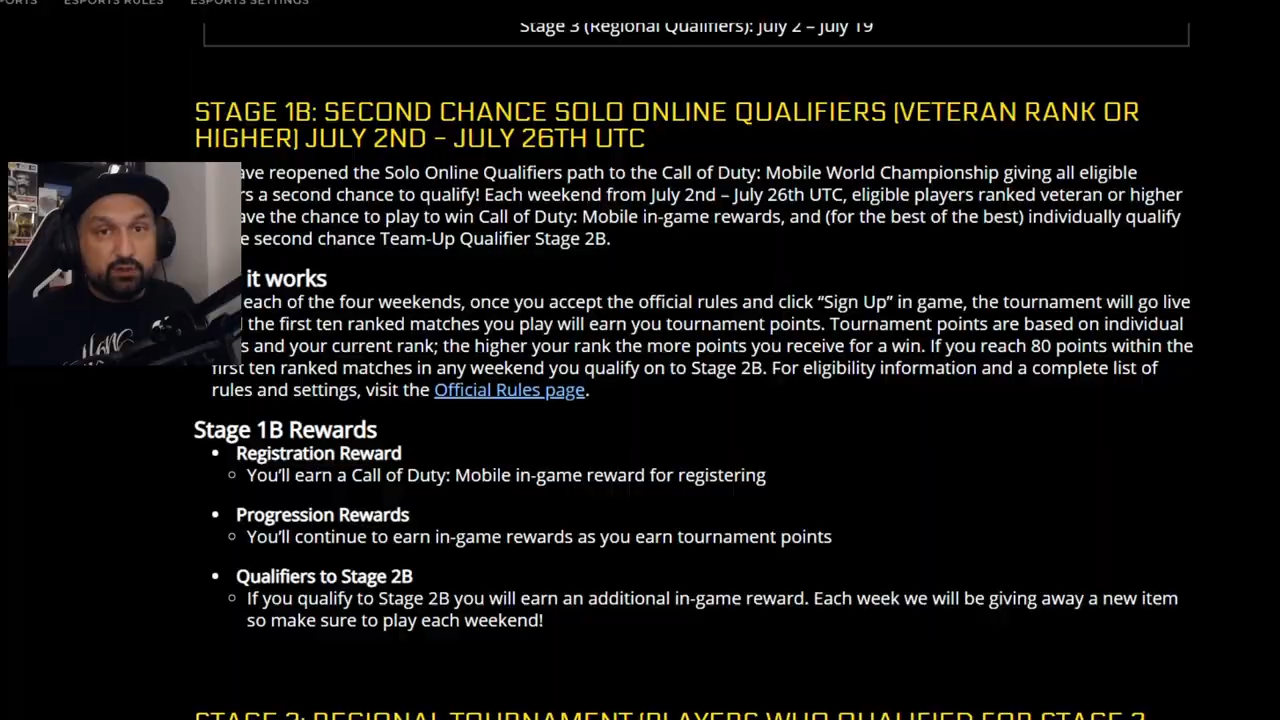 ESPORTS RULES ESPORTS SETTINGS
Stage 3 (Regional Qualifiers): July 2 – July 19
STAGE 1B: SECOND CHANCE SOLO ONLINE QUALIFIERS (VETERAN RANK OR
HIGHER) JULY 2ND – JULY 26TH UTC
ave reopened the Solo Online Qualifiers path to the Call of Duty: Mobile World Championship giving all eligible
rs a second chance to qualify! Each weekend from July 2nd – July 26th UTC, eligible players ranked veteran or higher
ave the chance to play to win Call of Duty: Mobile in-game rewards, and (for the best of the best) individually qualify
e second chance Team-Up Qualifier Stage 2B.
it works
each of the four weekends, once you accept the official rules and click “Sign Up” in game, the tournament will go live
the first ten ranked matches you play will earn you tournament points. Tournament points are based on individual
s and your current rank; the higher your rank the more points you receive for a win. If you reach 80 points within the
first ten ranked matches in any weekend you qualify on to Stage 2B. For eligibility information and a complete list of
rules and settings, visit the Official Rules page.
Stage 1B Rewards
• Registration Reward
○ You’ll earn a Call of Duty: Mobile in-game reward for registering
• Progression Rewards
○ You’ll continue to earn in-game rewards as you earn tournament points
• Qualifiers to Stage 2B
○ If you qualify to Stage 2B you will earn an additional in-game reward. Each week we will be giving away a new item
so make sure to play each weekend!
STAGE 2: REGIONAL TOURNAMENT (PLAYERS WHO QUALIFIED FOR STAGE 2